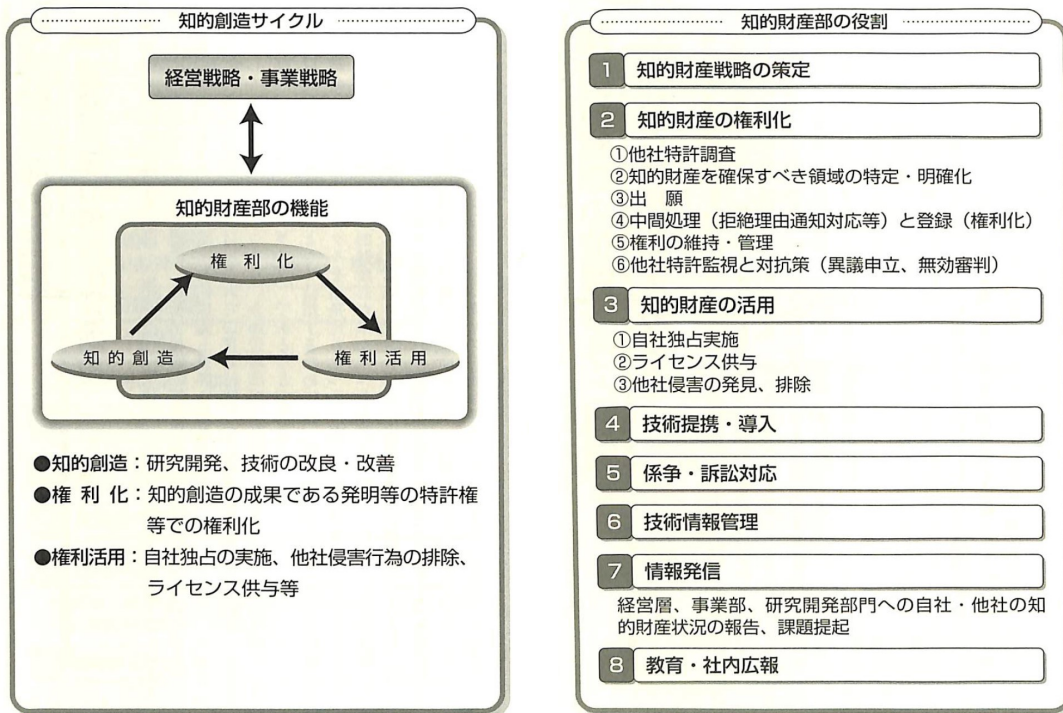 知的創造サイクル
経営戦略・事業戦略
知的財産部の機能
権利化
知的創造
権利活用
●知的創造：研究開発、技術の改良・改善
●権利化：知的創造の成果である発明等の特許権
等での権利化
●権利活用：自社独占の実施、他社侵害行為の排除、
ライセンス供与等
知的財産部の役割
1 知的財産戦略の策定
2 知的財産の権利化
①他社特許調査
②知的財産を確保すべき領域の特定・明確化
③出　願
④中間処理（拒絶理由通知対応等）と登録（権利化）
⑤権利の維持・管理
⑥他社特許監視と対抗策（異議申立、無効審判）
3 知的財産の活用
①自社独占実施
②ライセンス供与
③他社侵害の発見、排除
4 技術提携・導入
5 係争・訴訟対応
6 技術情報管理
7 情報発信
経営層、事業部、研究開発部門への自社・他社の知
的財産状況の報告、課題提起
8 教育・社内広報